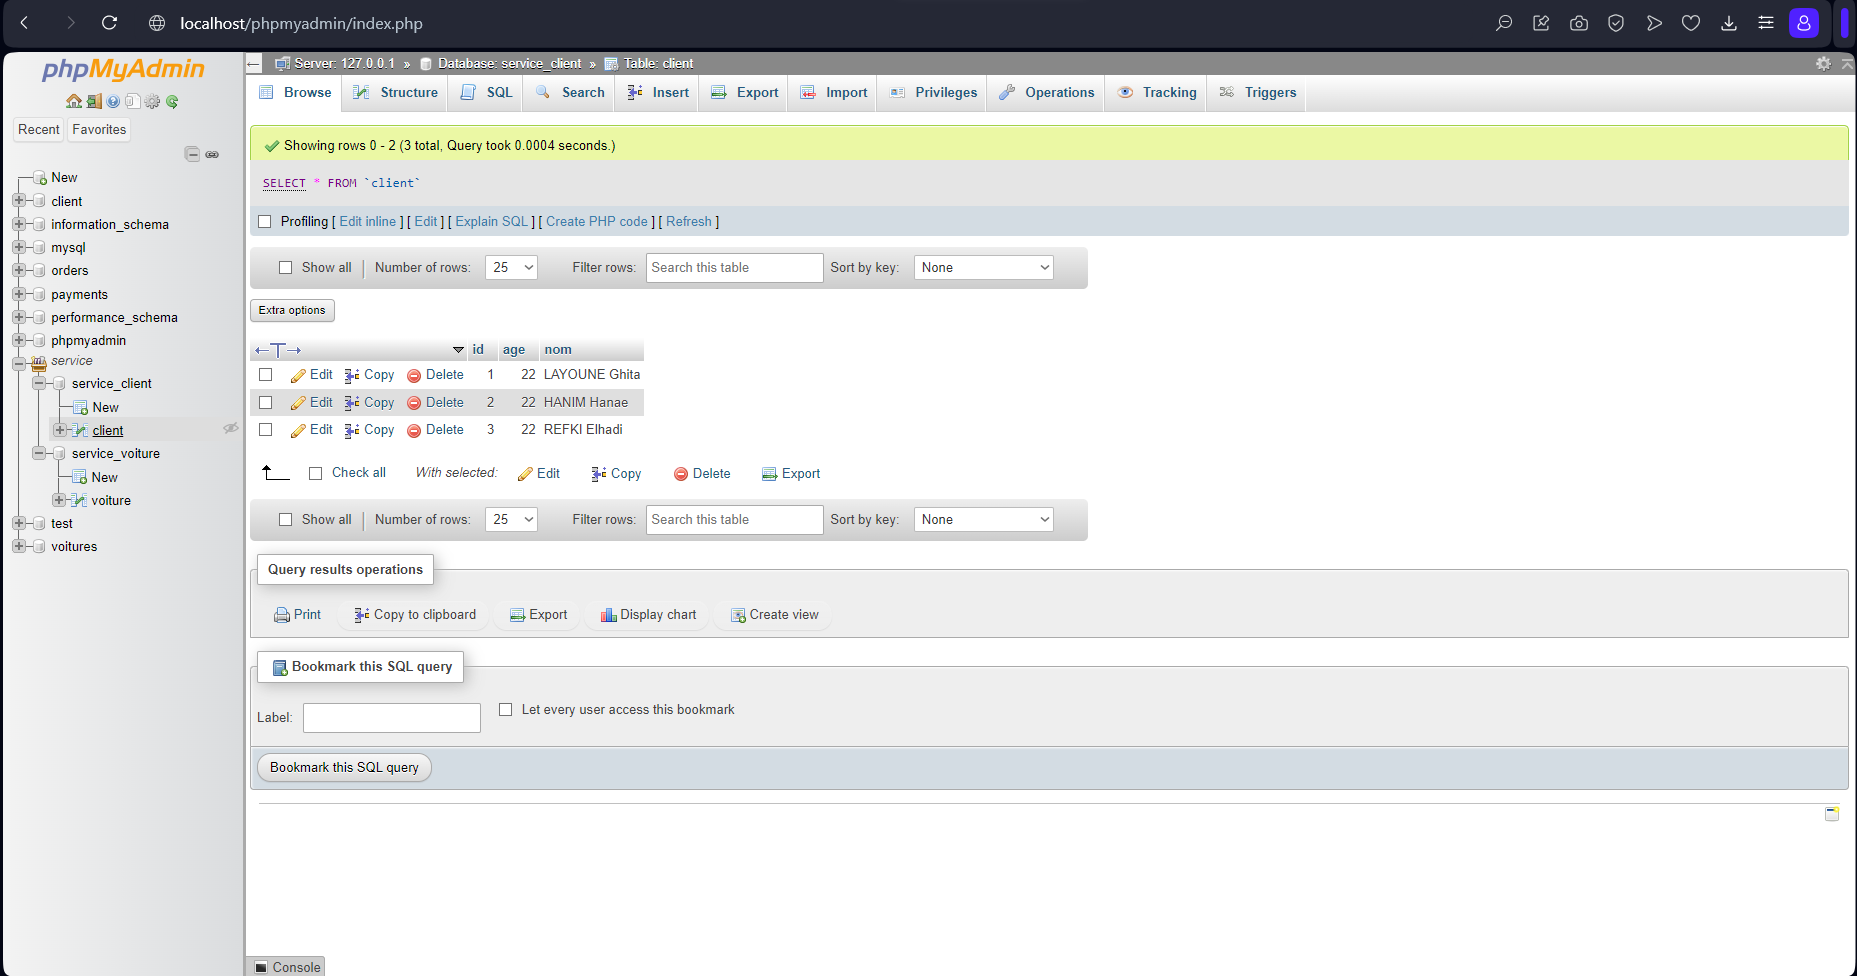 localhost/phpmyadmin/index.php
phpMyAdmin
Recent Favorites
New
client
information_schema
mysql
orders
payments
performance_schema
phpmyadmin
service
service_client
New
client
service_voiture
New
voiture
test
voitures
Server: 127.0.0.1 » Database: service_client » Table: client
Browse Structure SQL Search Insert Export Import Privileges Operations Tracking Triggers
Showing rows 0 - 2 (3 total, Query took 0.0004 seconds.)
SELECT * FROM `client`
Profiling [ Edit inline ] [ Edit ] [ Explain SQL ] [ Create PHP code ] [ Refresh ]
Show all | Number of rows: 25 Filter rows: Search this table Sort by key: None
Extra options
←T→ id age nom
Edit Copy Delete 1 22 LAYOUNE Ghita
Edit Copy Delete 2 22 HANIM Hanae
Edit Copy Delete 3 22 REFKI Elhadi
Check all With selected: Edit Copy Delete Export
Show all | Number of rows: 25 Filter rows: Search this table Sort by key: None
Query results operations
Print Copy to clipboard Export Display chart Create view
Bookmark this SQL query
Label: Let every user access this bookmark
Bookmark this SQL query
Console